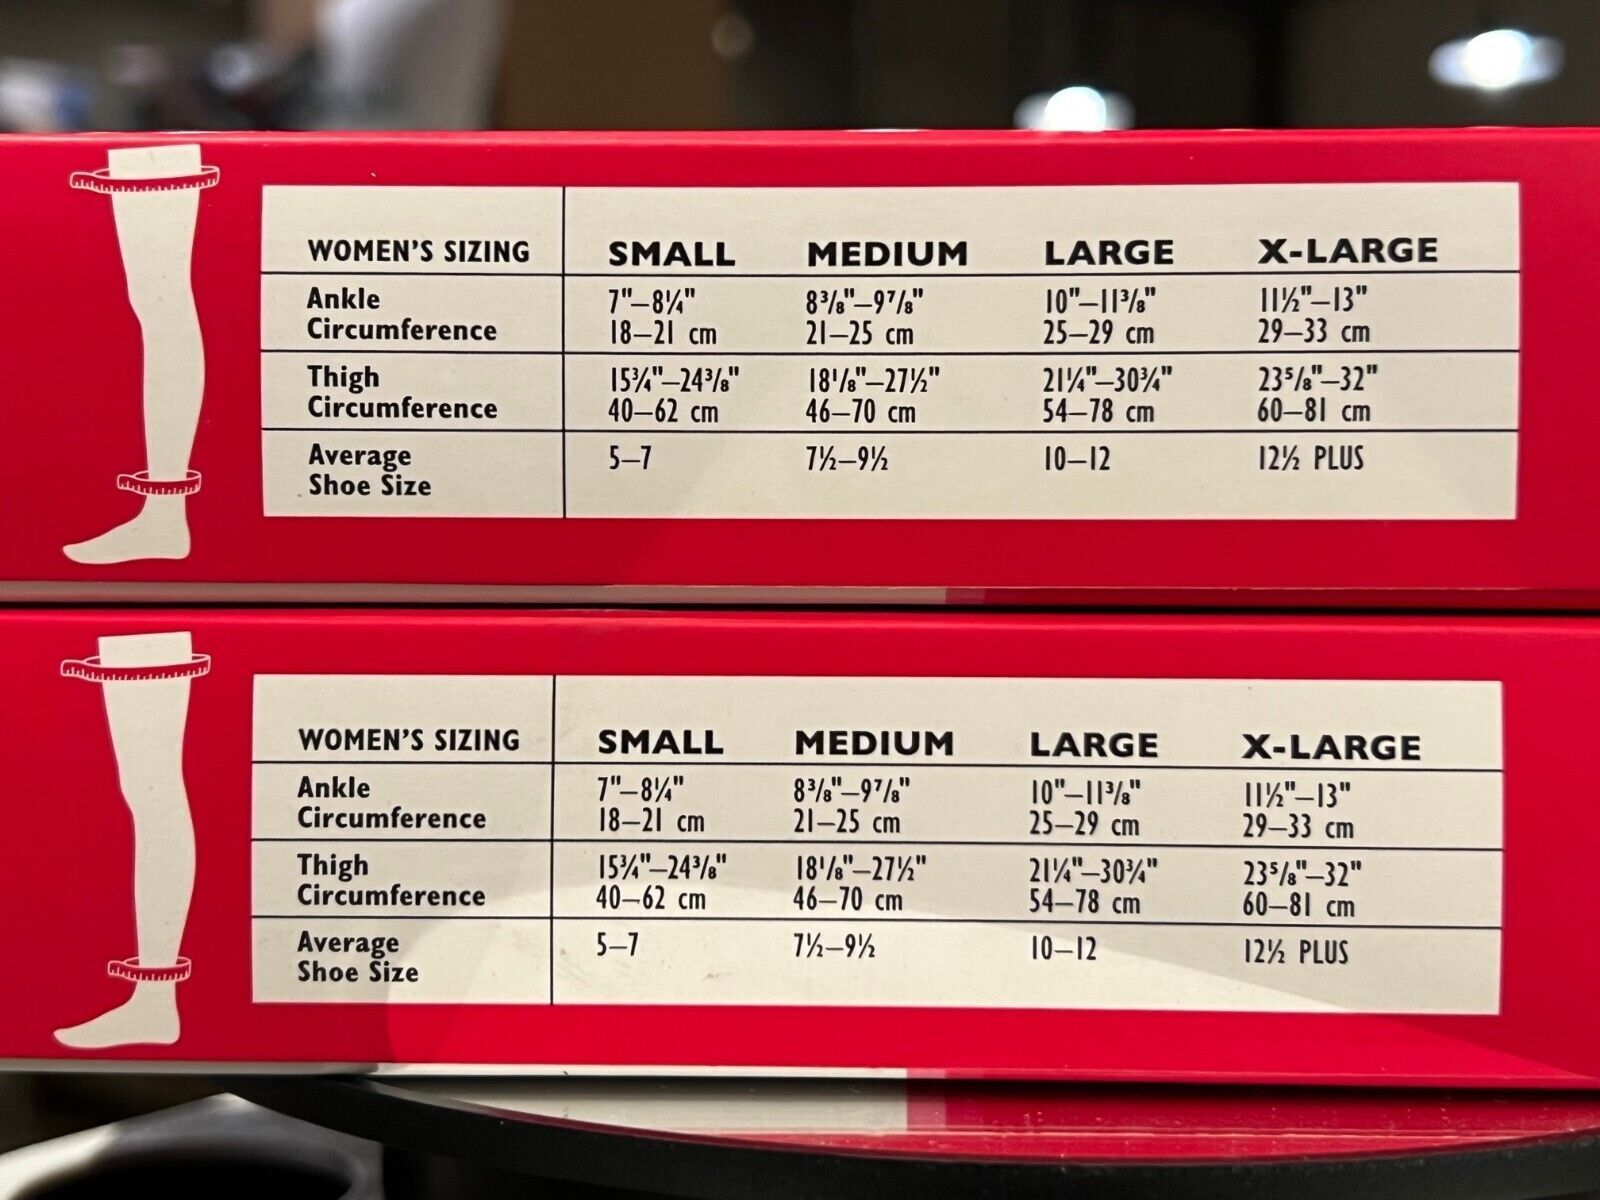 WOMEN'S SIZING SMALL MEDIUM LARGE X-LARGE
Ankle 7"–8¼" 8³/₈"–9⁷/₈" 10"–11³/₈" 11½"–13"
Circumference 18–21 cm 21–25 cm 25–29 cm 29–33 cm
Thigh 15¾"–24³/₈" 18¹/₈"–27½" 21¼"–30¾" 23⁵/₈"–32"
Circumference 40–62 cm 46–70 cm 54–78 cm 60–81 cm
Average 5–7 7½–9½ 10–12 12½ PLUS
Shoe Size
WOMEN'S SIZING SMALL MEDIUM LARGE X-LARGE
Ankle 7"–8¼" 8³/₈"–9⁷/₈" 10"–11³/₈" 11½"–13"
Circumference 18–21 cm 21–25 cm 25–29 cm 29–33 cm
Thigh 15¾"–24³/₈" 18¹/₈"–27½" 21¼"–30¾" 23⁵/₈"–32"
Circumference 40–62 cm 46–70 cm 54–78 cm 60–81 cm
Average 5–7 7½–9½ 10–12 12½ PLUS
Shoe Size